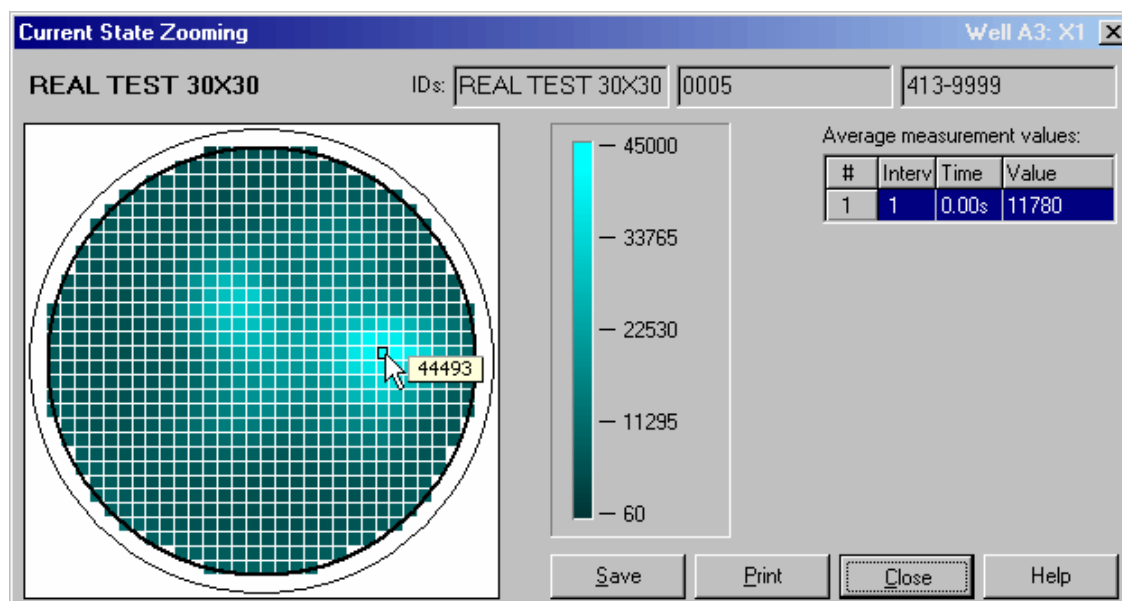 Current State Zooming Well A3: X1
REAL TEST 30X30 IDs: REAL TEST 30X30 0005 413-9999
Average measurement values:
# Interv Time Value
1 1 0.00s 11780
45000
33765
22530
11295
60
44493
Save Print Close Help